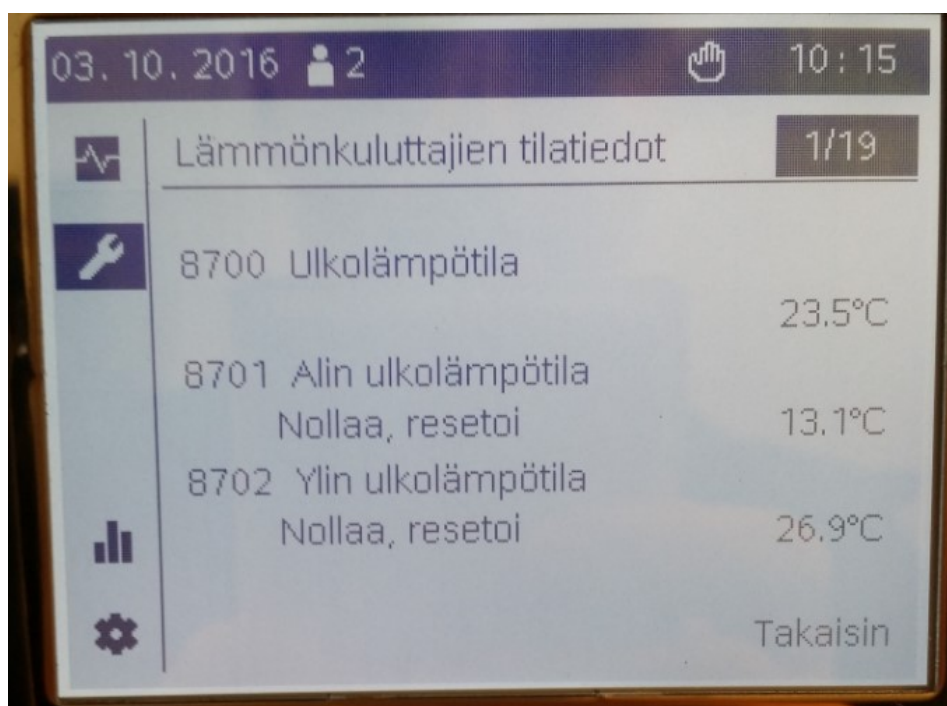 03.10.2016 2 10:15
Lämmönkuluttajien tilatiedot 1/19
8700 Ulkolämpötila
23.5°C
8701 Alin ulkolämpötila
Nollaa, resetoi 13.1°C
8702 Ylin ulkolämpötila
Nollaa, resetoi 26.9°C
Takaisin